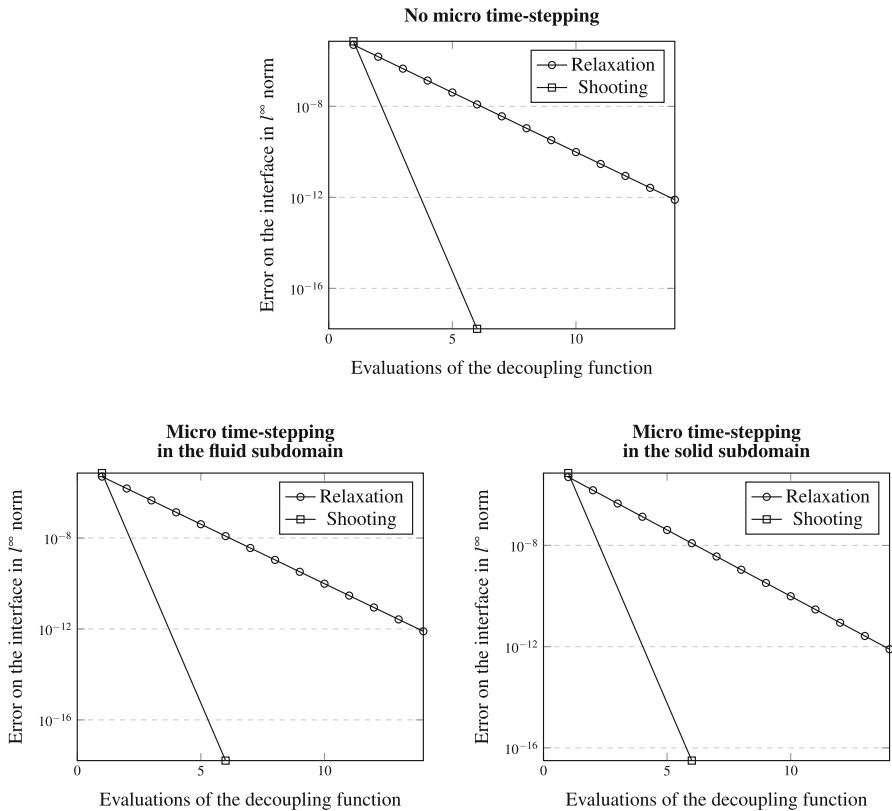 No micro time-stepping
Relaxation
Shooting
10⁻⁸
10⁻¹²
10⁻¹⁶
0 5 10
Error on the interface in l∞ norm
Evaluations of the decoupling function
Micro time-stepping
in the fluid subdomain
Relaxation
Shooting
10⁻⁸
10⁻¹²
10⁻¹⁶
0 5 10
Error on the interface in l∞ norm
Evaluations of the decoupling function
Micro time-stepping
in the solid subdomain
Relaxation
Shooting
10⁻⁸
10⁻¹²
10⁻¹⁶
0 5 10
Error on the interface in l∞ norm
Evaluations of the decoupling function